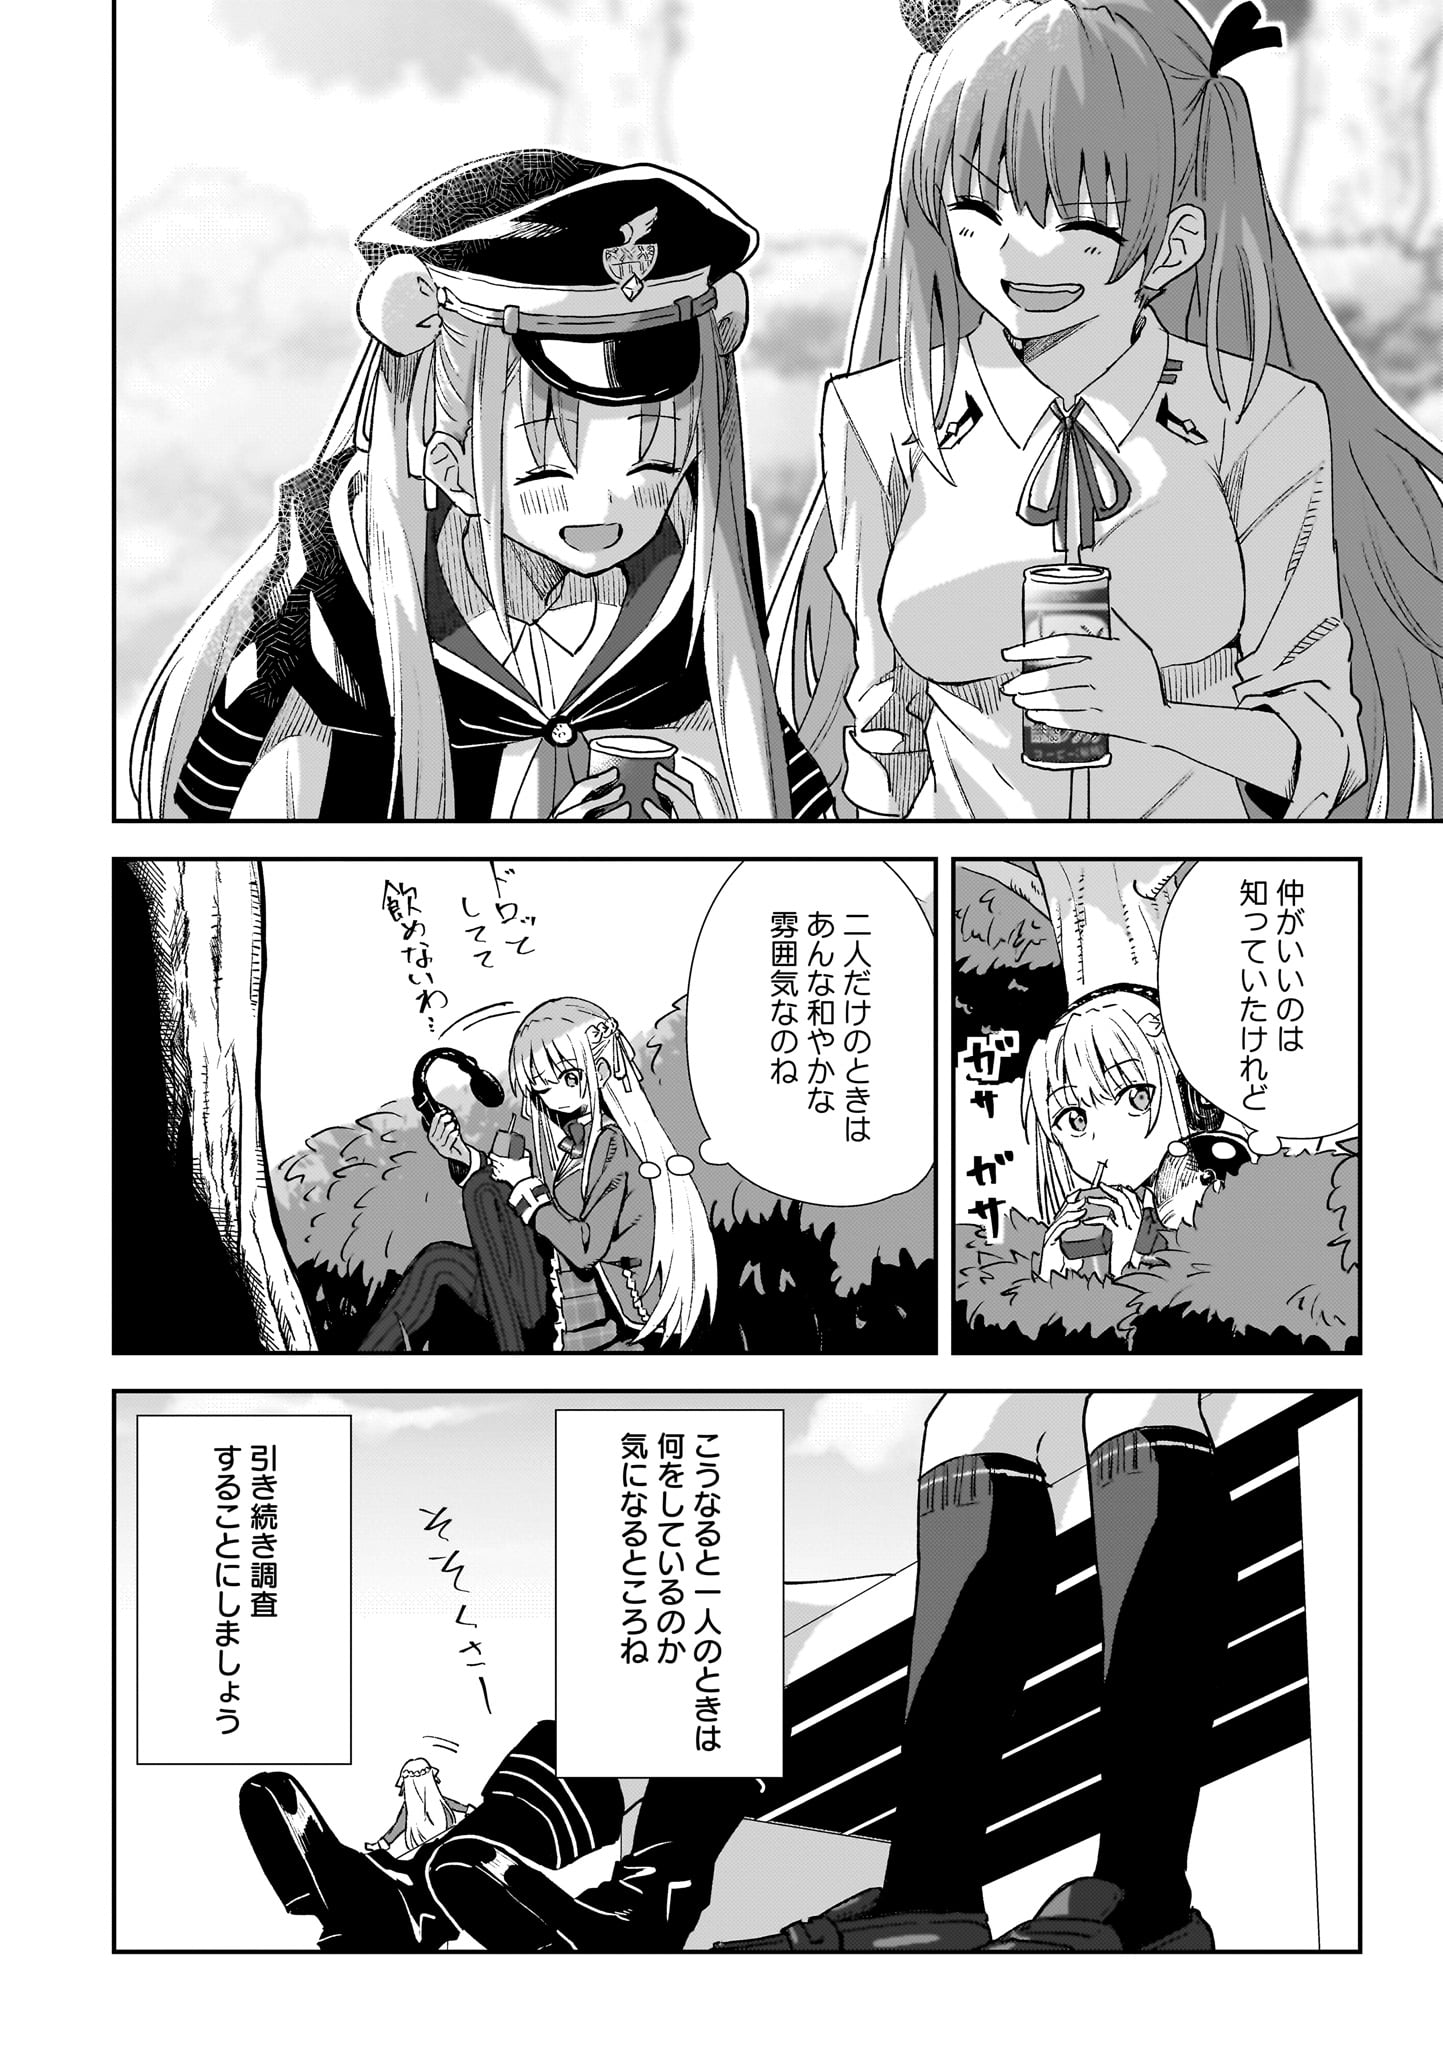 コーヒー
仲がいいのは
知っていたけれど
ガサ
ガサ
二人だけのときは
あんな和やかな
雰囲気なのね
ドロッて
してて
飲めないわ…
こうなると一人のときは
何をしているのか
気になるところね
そそくさー
引き続き調査
することにしましょう